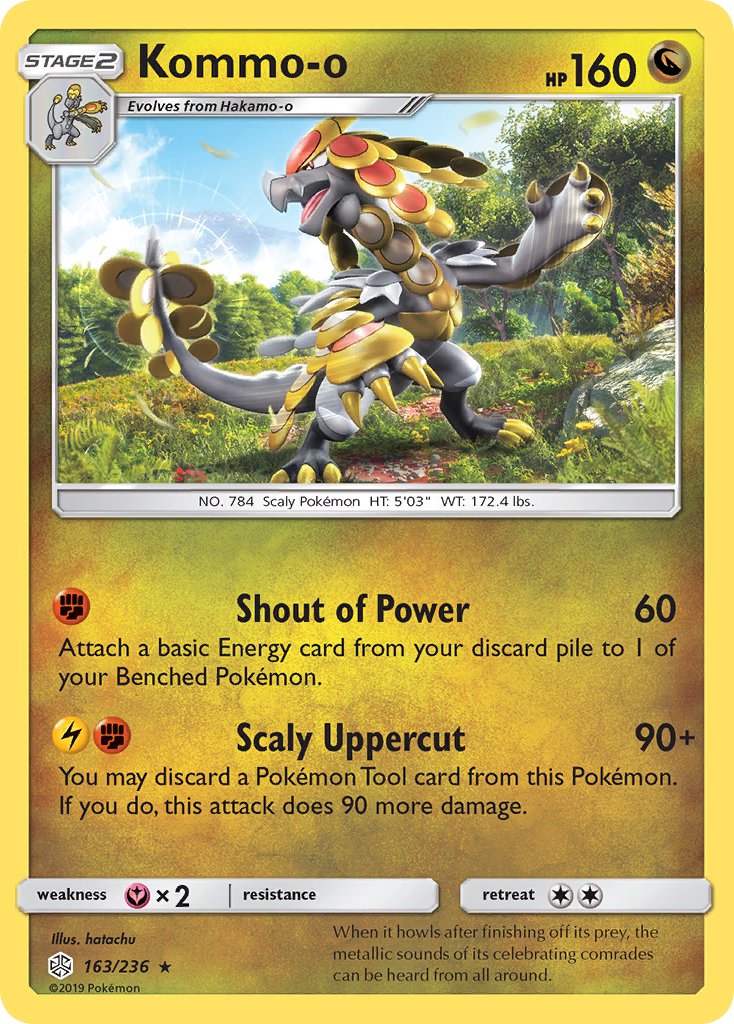 STAGE2
Kommo-o
HP160
Evolves from Hakamo-o
NO. 784 Scaly Pokémon HT: 5'03" WT: 172.4 lbs.
Shout of Power 60
Attach a basic Energy card from your discard pile to 1 of
your Benched Pokémon.
Scaly Uppercut 90+
You may discard a Pokémon Tool card from this Pokémon.
If you do, this attack does 90 more damage.
weakness ×2 resistance retreat
Illus. hatachu
163/236 ★
©2019 Pokémon
When it howls after finishing off its prey, the
metallic sounds of its celebrating comrades
can be heard from all around.